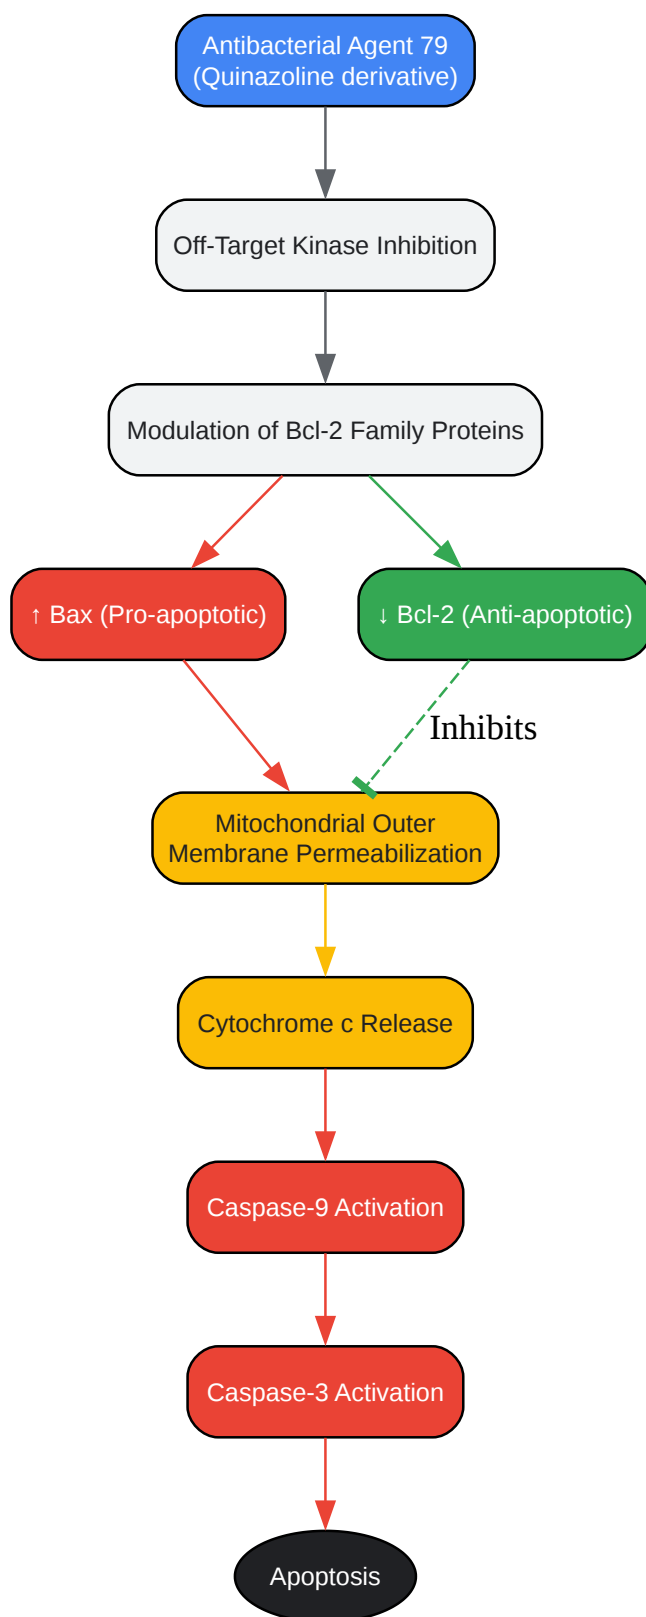 Antibacterial Agent 79
(Quinazoline derivative)
Off-Target Kinase Inhibition
Modulation of Bcl-2 Family Proteins
↑ Bax (Pro-apoptotic)
↓ Bcl-2 (Anti-apoptotic)
Inhibits
Mitochondrial Outer
Membrane Permeabilization
Cytochrome c Release
Caspase-9 Activation
Caspase-3 Activation
Apoptosis